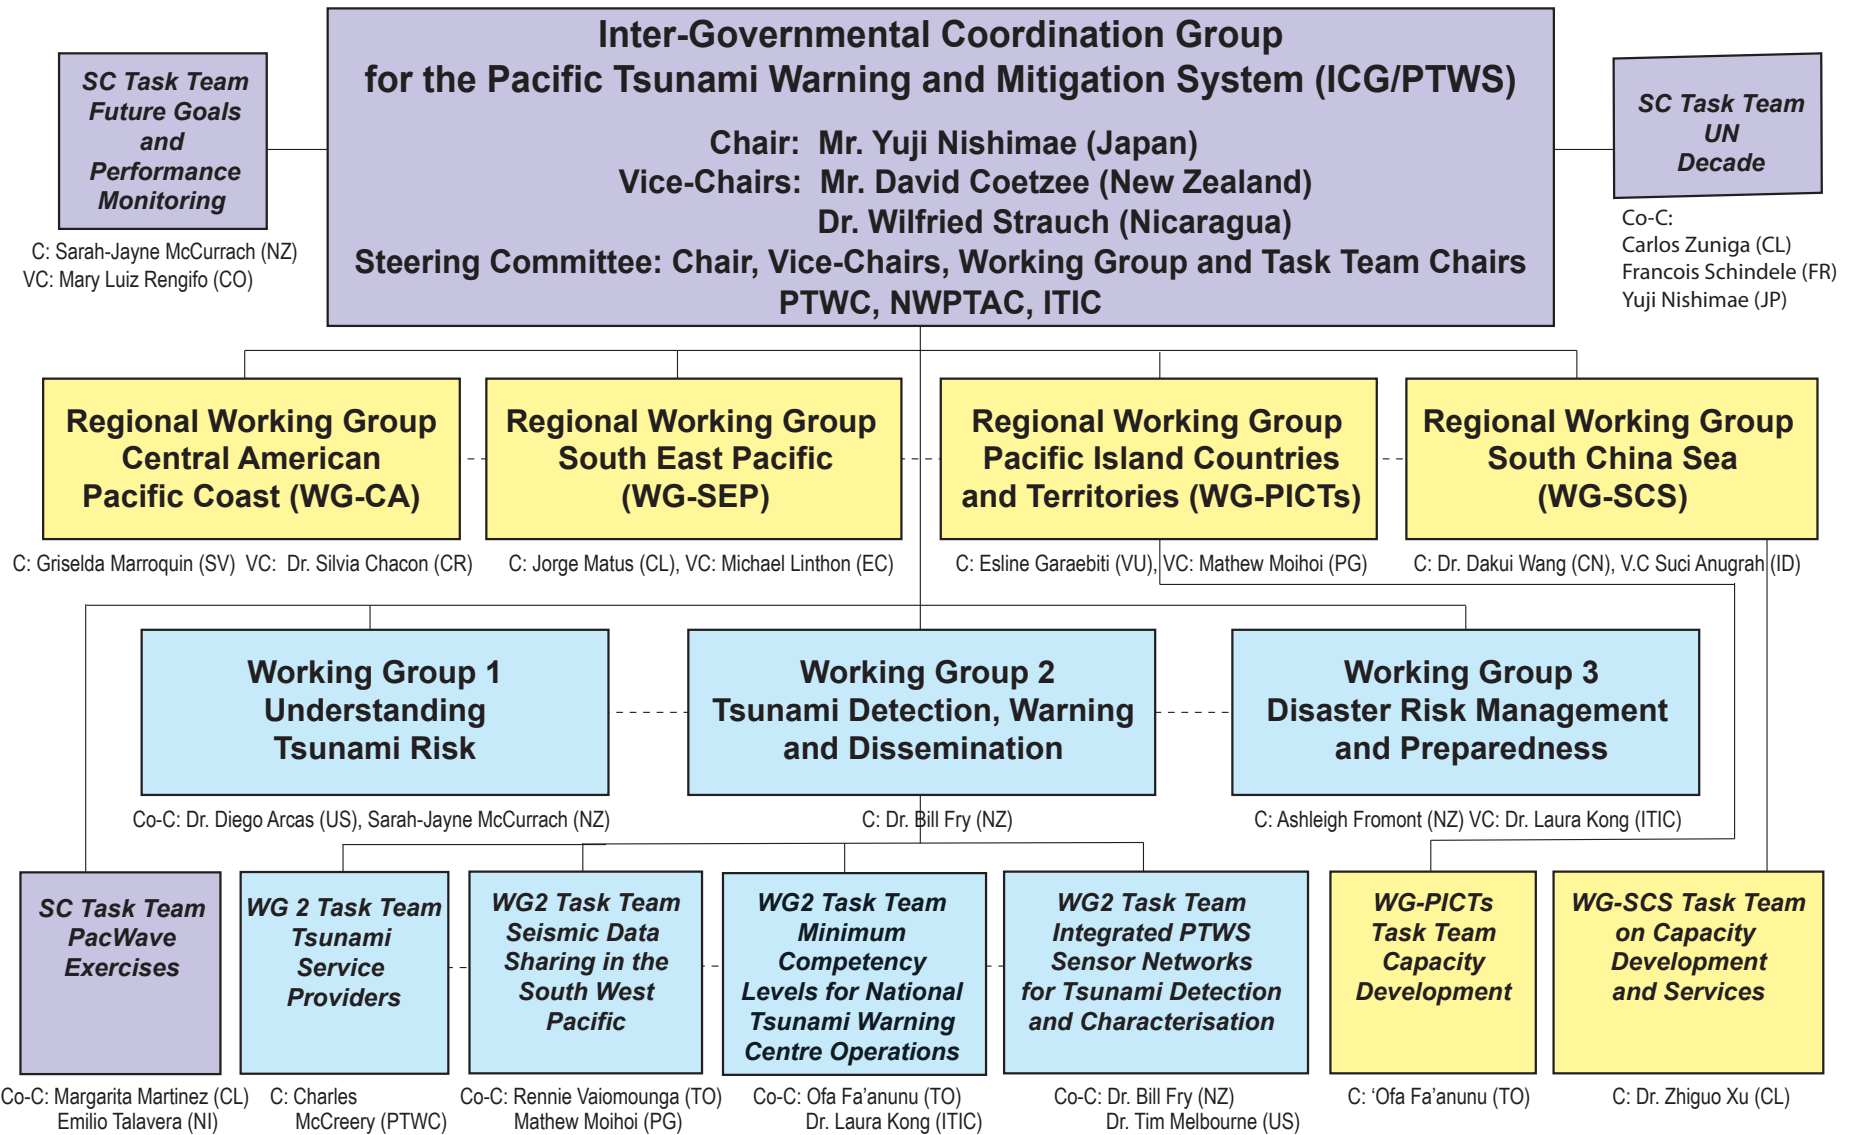 Inter-Governmental Coordination Group
for the Pacific Tsunami Warning and Mitigation System (ICG/PTWS)
Chair: Mr. Yuji Nishimae (Japan)
Vice-Chairs: Mr. David Coetzee (New Zealand)
Dr. Wilfried Strauch (Nicaragua)
Steering Committee: Chair, Vice-Chairs, Working Group and Task Team Chairs
PTWC, NWPTAC, ITIC
SC Task Team
Future Goals
and
Performance
Monitoring
C: Sarah-Jayne McCurrach (NZ)
VC: Mary Luiz Rengifo (CO)
SC Task Team
UN
Decade
Co-C:
Carlos Zuniga (CL)
Francois Schindele (FR)
Yuji Nishimae (JP)
Regional Working Group
Central American
Pacific Coast (WG-CA)
C: Griselda Marroquin (SV) VC: Dr. Silvia Chacon (CR)
Regional Working Group
South East Pacific
(WG-SEP)
C: Jorge Matus (CL), VC: Michael Linthon (EC)
Regional Working Group
Pacific Island Countries
and Territories (WG-PICTs)
C: Esline Garaebiti (VU), VC: Mathew Moihoi (PG)
Regional Working Group
South China Sea
(WG-SCS)
C: Dr. Dakui Wang (CN), V.C Suci Anugrah (ID)
Working Group 1
Understanding
Tsunami Risk
Co-C: Dr. Diego Arcas (US), Sarah-Jayne McCurrach (NZ)
Working Group 2
Tsunami Detection, Warning
and Dissemination
C: Dr. Bill Fry (NZ)
Working Group 3
Disaster Risk Management
and Preparedness
C: Ashleigh Fromont (NZ) VC: Dr. Laura Kong (ITIC)
SC Task Team
PacWave
Exercises
Co-C: Margarita Martinez (CL)
Emilio Talavera (NI)
WG 2 Task Team
Tsunami
Service
Providers
C: Charles
McCreery (PTWC)
WG2 Task Team
Seismic Data
Sharing in the
South West
Pacific
Co-C: Rennie Vaiomounga (TO)
Mathew Moihoi (PG)
WG2 Task Team
Minimum
Competency
Levels for National
Tsunami Warning
Centre Operations
Co-C: Ofa Fa'anunu (TO)
Dr. Laura Kong (ITIC)
WG2 Task Team
Integrated PTWS
Sensor Networks
for Tsunami Detection
and Characterisation
Co-C: Dr. Bill Fry (NZ)
Dr. Tim Melbourne (US)
WG-PICTs
Task Team
Capacity
Development
C: ‘Ofa Fa'anunu (TO)
WG-SCS Task Team
on Capacity
Development
and Services
C: Dr. Zhiguo Xu (CL)